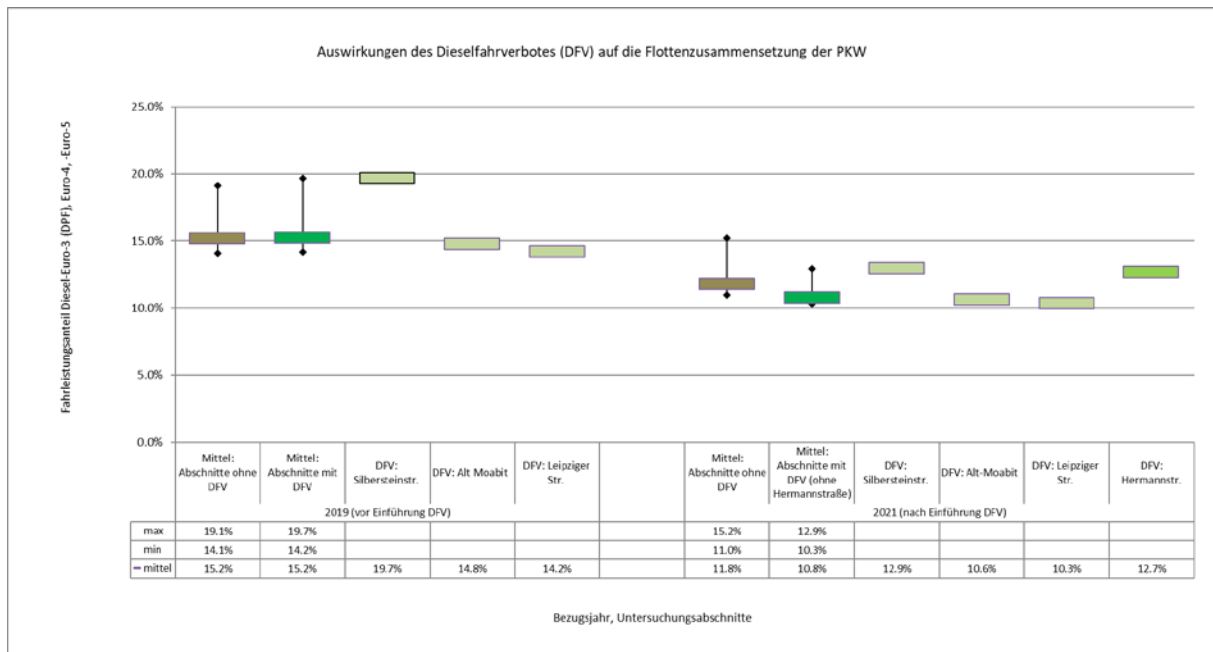 Auswirkungen des Dieselfahrverbotes (DFV) auf die Flottenzusammensetzung der PKW
Fahrleistungsanteil Diesel-Euro-3 (DPF), Euro-4, -Euro-5
25.0%
20.0%
15.0%
10.0%
5.0%
0.0%
Mittel: Abschnitte ohne DFV
Mittel: Abschnitte mit DFV
DFV: Silbersteinstr.
DFV: Alt Moabit
DFV: Leipziger Str.
Mittel: Abschnitte ohne DFV
Mittel: Abschnitte mit DFV (ohne Hermannstraße)
DFV: Silbersteinstr.
DFV: Alt-Moabit
DFV: Leipziger Str.
DFV: Hermannstr.
2019 (vor Einführung DFV) 2021 (nach Einführung DFV)
max 19.1% 19.7% 15.2% 12.9%
min 14.1% 14.2% 11.0% 10.3%
mittel 15.2% 15.2% 19.7% 14.8% 14.2% 11.8% 10.8% 12.9% 10.6% 10.3% 12.7%
Bezugsjahr, Untersuchungsabschnitte